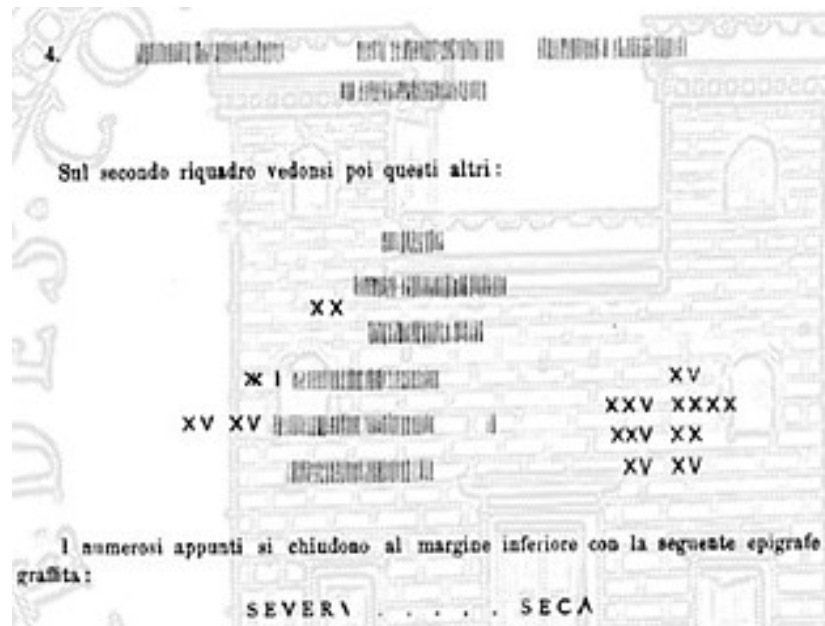 4.
Sul secondo riquadro vedonsi poi questi altri:
XX
XV
XXV XXXX
XV XV
XXV XX
XV XV
I numerosi appunti si chiudono al margine inferiore con la seguente epigrafe
graffita:
SEVER\ . . . . . SECA